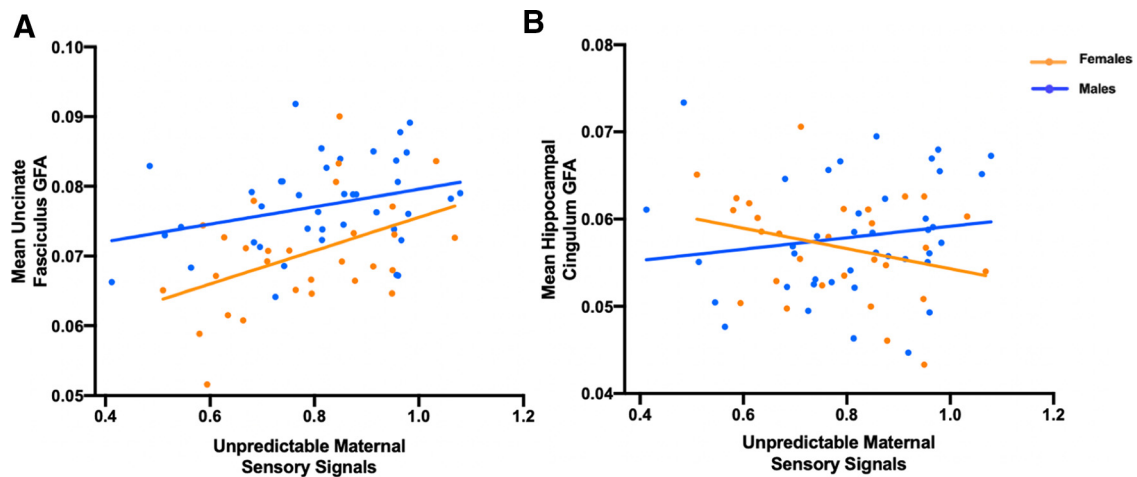 A
Mean Uncinate
Fasciculus GFA
0.10
0.09
0.08
0.07
0.06
0.05
0.4
0.6
0.8
1.0
1.2
Unpredictable Maternal
Sensory Signals
B
Mean Hippocampal
Cingulum GFA
0.08
0.07
0.06
0.05
0.04
0.4
0.6
0.8
1.0
1.2
Unpredictable Maternal
Sensory Signals
Females
Males